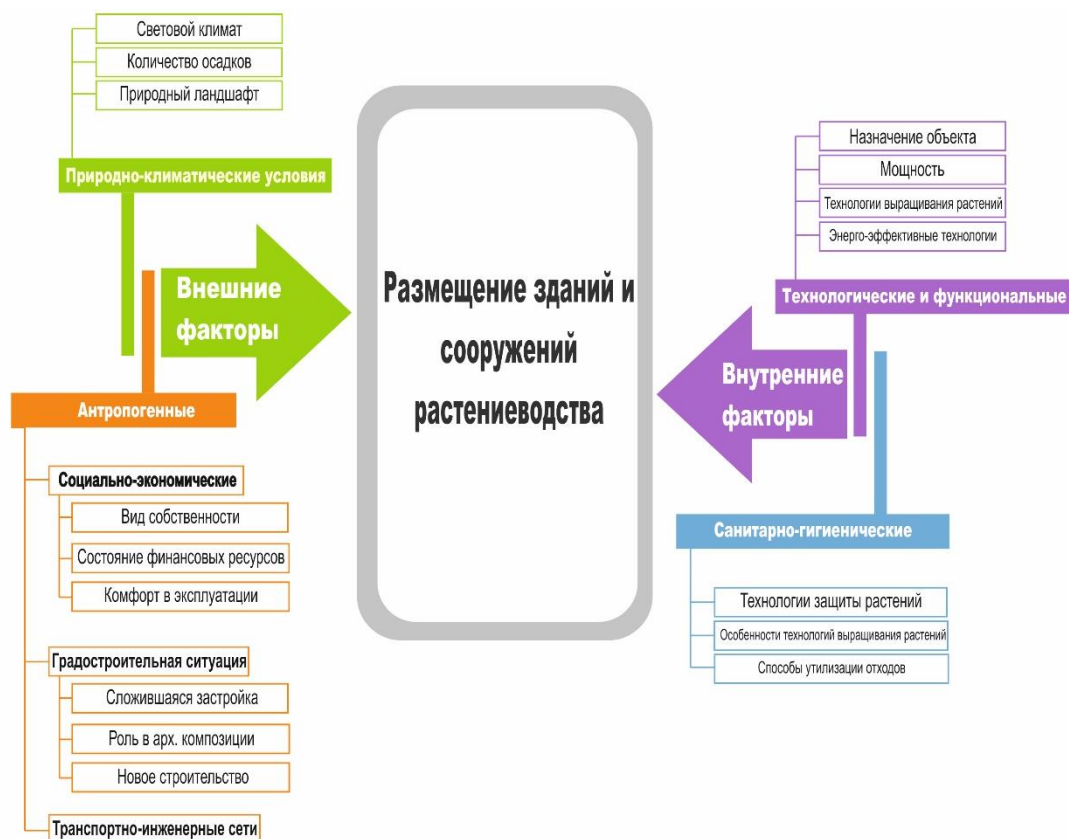 Световой климат
Количество осадков
Природный ландшафт
Природно-климатические условия
Внешние
факторы
Антропогенные
Социально-экономические
Вид собственности
Состояние финансовых ресурсов
Комфорт в эксплуатации
Градостроительная ситуация
Сложившаяся застройка
Роль в арх. композиции
Новое строительство
Транспортно-инженерные сети
Размещение зданий и
сооружений
растениеводства
Назначение объекта
Мощность
Технологии выращивания растений
Энерго-эффективные технологии
Технологические и функциональные
Внутренние
факторы
Санитарно-гигиенические
Технологии защиты растений
Особенности технологий выращивания растений
Способы утилизации отходов